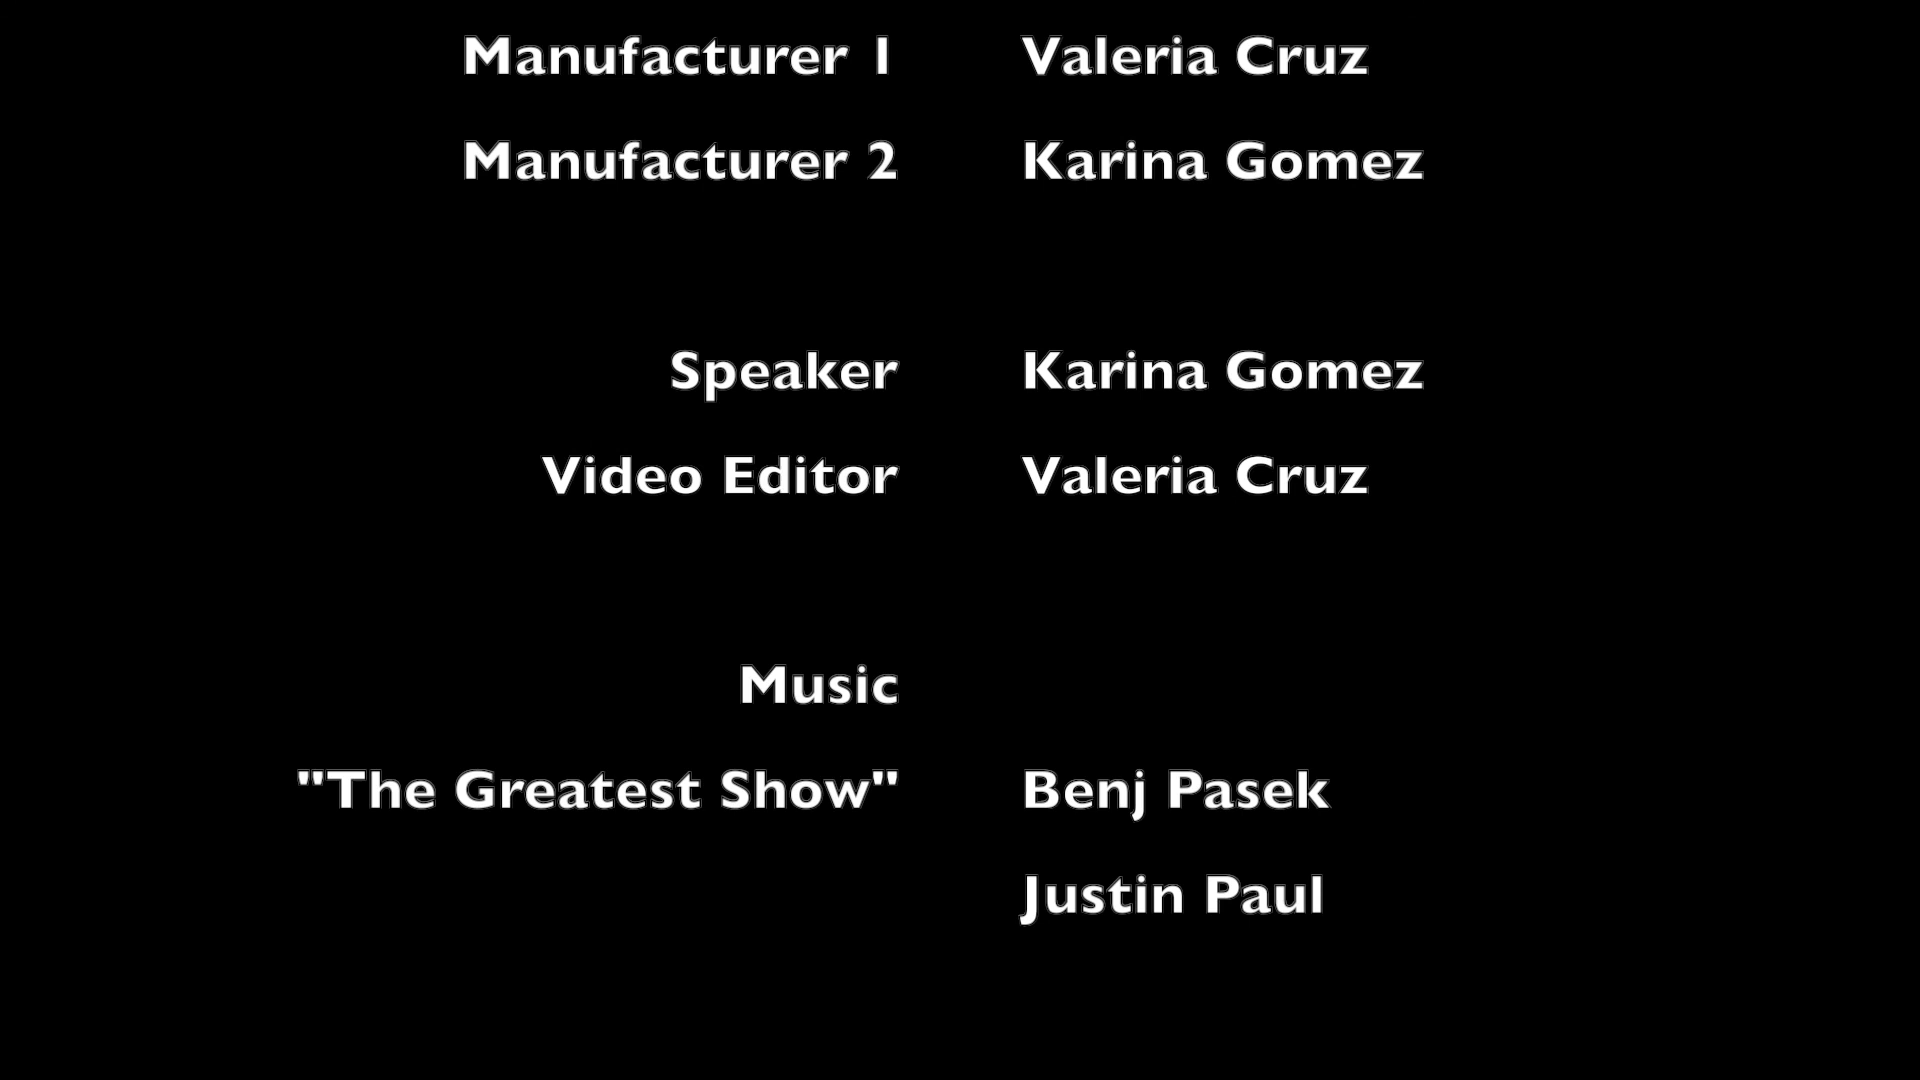 Manufacturer 1 Valeria Cruz
Manufacturer 2 Karina Gomez
Speaker Karina Gomez
Video Editor Valeria Cruz
Music
"The Greatest Show" Benj Pasek
Justin Paul